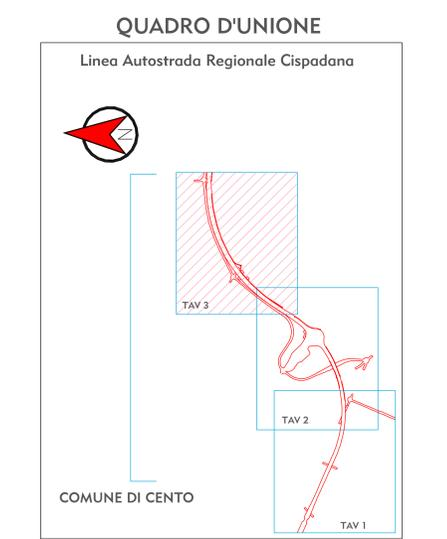 QUADRO D'UNIONE
Linea Autostrada Regionale Cispadana
N
TAV 3
TAV 2
COMUNE DI CENTO
TAV 1